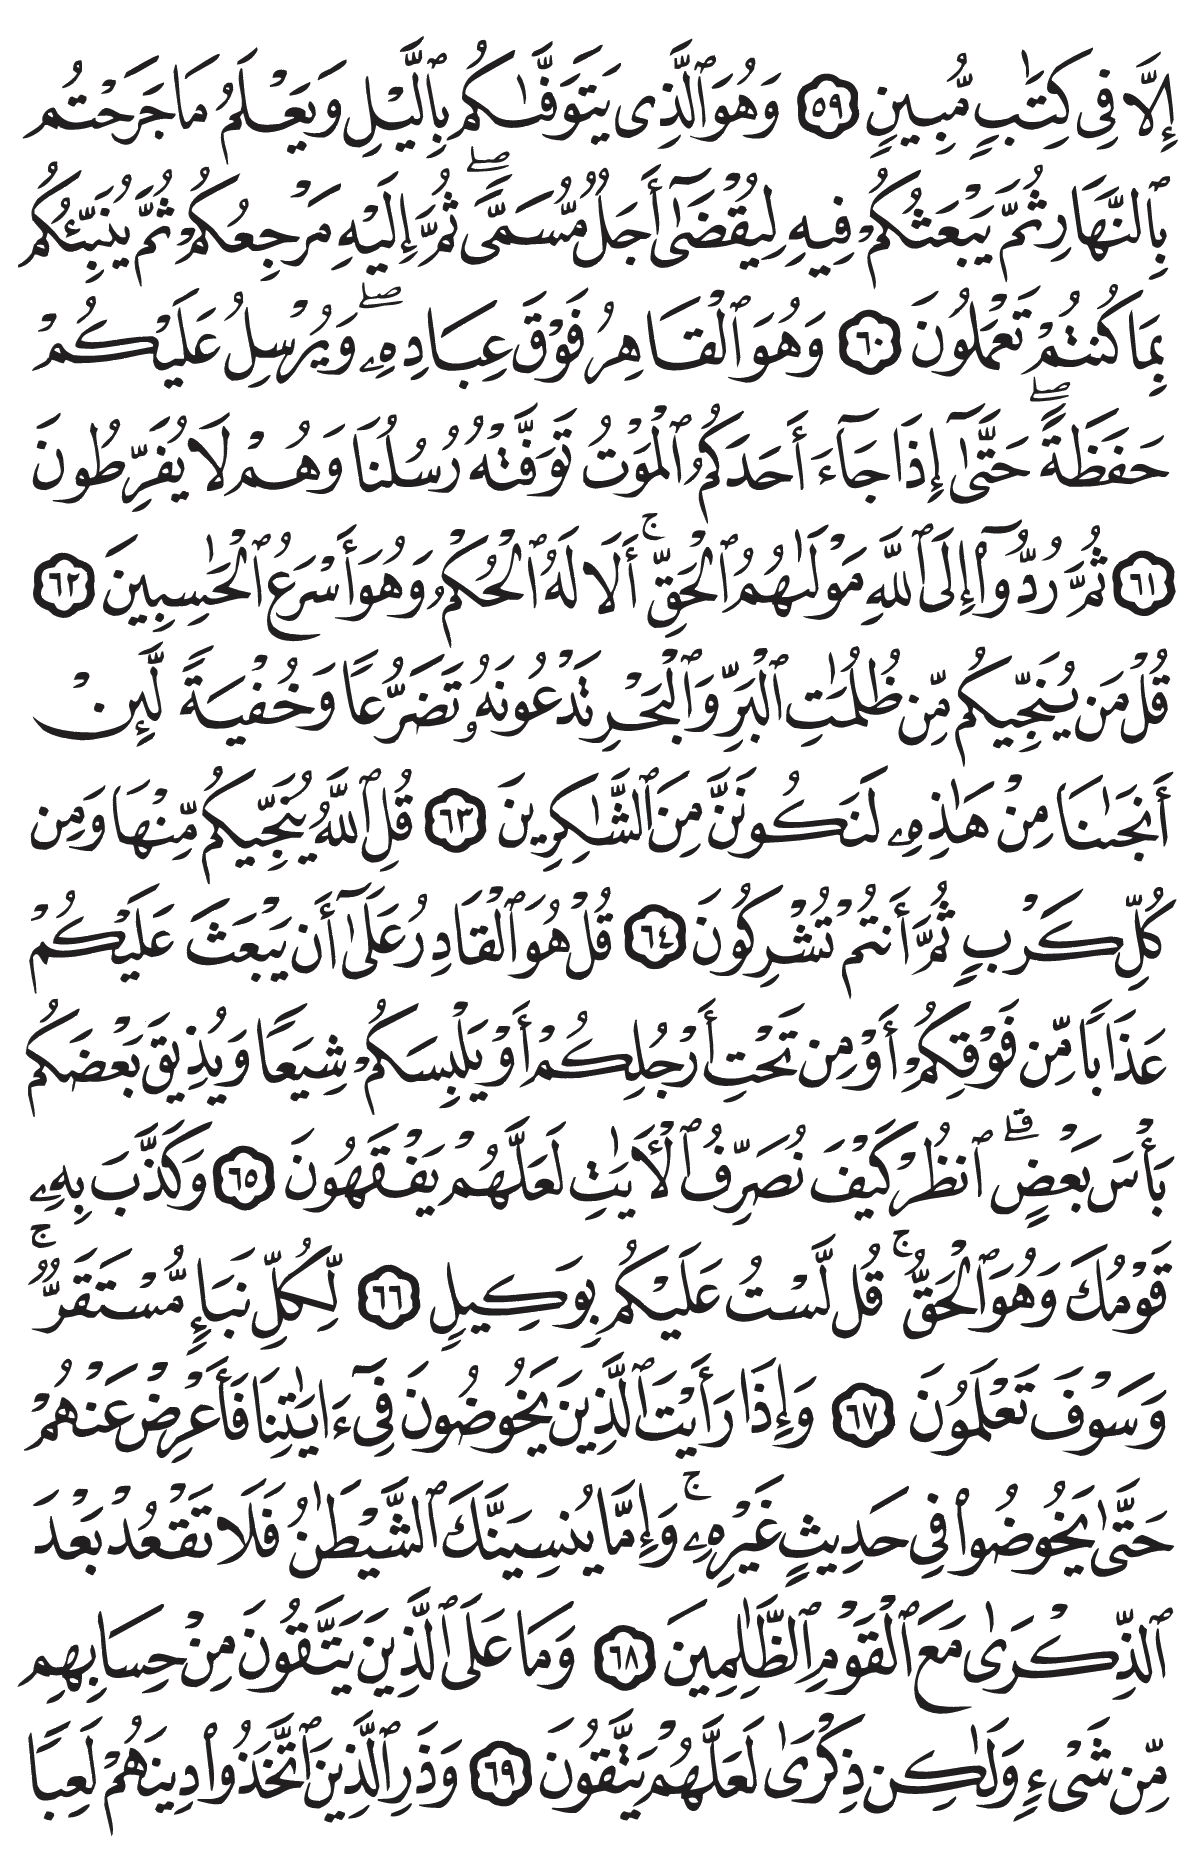 إِلَّا فِى كِتَٰبٍ مُّبِينٍ ٥٩ وَهُوَ ٱلَّذِى يَتَوَفَّىٰكُم بِٱلَّيْلِ وَيَعْلَمُ مَا جَرَحْتُم
بِٱلنَّهَارِ ثُمَّ يَبْعَثُكُمْ فِيهِ لِيُقْضَىٰٓ أَجَلٌ مُّسَمًّى ۖ ثُمَّ إِلَيْهِ مَرْجِعُكُمْ ثُمَّ يُنَبِّئُكُم
بِمَا كُنتُمْ تَعْمَلُونَ ٦٠ وَهُوَ ٱلْقَاهِرُ فَوْقَ عِبَادِهِۦ ۖ وَيُرْسِلُ عَلَيْكُمْ
حَفَظَةً ۖ حَتَّىٰٓ إِذَا جَآءَ أَحَدَكُمُ ٱلْمَوْتُ تَوَفَّتْهُ رُسُلُنَا وَهُمْ لَا يُفَرِّطُونَ
٦١ ثُمَّ رُدُّوٓا۟ إِلَى ٱللَّهِ مَوْلَىٰهُمُ ٱلْحَقِّ ۚ أَلَا لَهُ ٱلْحُكْمُ وَهُوَ أَسْرَعُ ٱلْحَٰسِبِينَ ٦٢
قُلْ مَن يُنَجِّيكُم مِّن ظُلُمَٰتِ ٱلْبَرِّ وَٱلْبَحْرِ تَدْعُونَهُۥ تَضَرُّعًا وَخُفْيَةً لَّئِنْ
أَنجَىٰنَا مِنْ هَٰذِهِۦ لَنَكُونَنَّ مِنَ ٱلشَّٰكِرِينَ ٦٣ قُلِ ٱللَّهُ يُنَجِّيكُم مِّنْهَا وَمِن
كُلِّ كَرْبٍ ثُمَّ أَنتُمْ تُشْرِكُونَ ٦٤ قُلْ هُوَ ٱلْقَادِرُ عَلَىٰٓ أَن يَبْعَثَ عَلَيْكُمْ
عَذَابًا مِّن فَوْقِكُمْ أَوْ مِن تَحْتِ أَرْجُلِكُمْ أَوْ يَلْبِسَكُمْ شِيَعًا وَيُذِيقَ بَعْضَكُم
بَأْسَ بَعْضٍ ۗ ٱنظُرْ كَيْفَ نُصَرِّفُ ٱلْـَٔايَٰتِ لَعَلَّهُمْ يَفْقَهُونَ ٦٥ وَكَذَّبَ بِهِۦ
قَوْمُكَ وَهُوَ ٱلْحَقُّ ۚ قُل لَّسْتُ عَلَيْكُم بِوَكِيلٍ ٦٦ لِّكُلِّ نَبَإٍ مُّسْتَقَرٌّ ۚ
وَسَوْفَ تَعْلَمُونَ ٦٧ وَإِذَا رَأَيْتَ ٱلَّذِينَ يَخُوضُونَ فِىٓ ءَايَٰتِنَا فَأَعْرِضْ عَنْهُمْ
حَتَّىٰ يَخُوضُوا۟ فِى حَدِيثٍ غَيْرِهِۦ ۚ وَإِمَّا يُنسِيَنَّكَ ٱلشَّيْطَٰنُ فَلَا تَقْعُدْ بَعْدَ
ٱلذِّكْرَىٰ مَعَ ٱلْقَوْمِ ٱلظَّٰلِمِينَ ٦٨ وَمَا عَلَى ٱلَّذِينَ يَتَّقُونَ مِنْ حِسَابِهِم
مِّن شَىْءٍ وَلَٰكِن ذِكْرَىٰ لَعَلَّهُمْ يَتَّقُونَ ٦٩ وَذَرِ ٱلَّذِينَ ٱتَّخَذُوا۟ دِينَهُمْ لَعِبًا